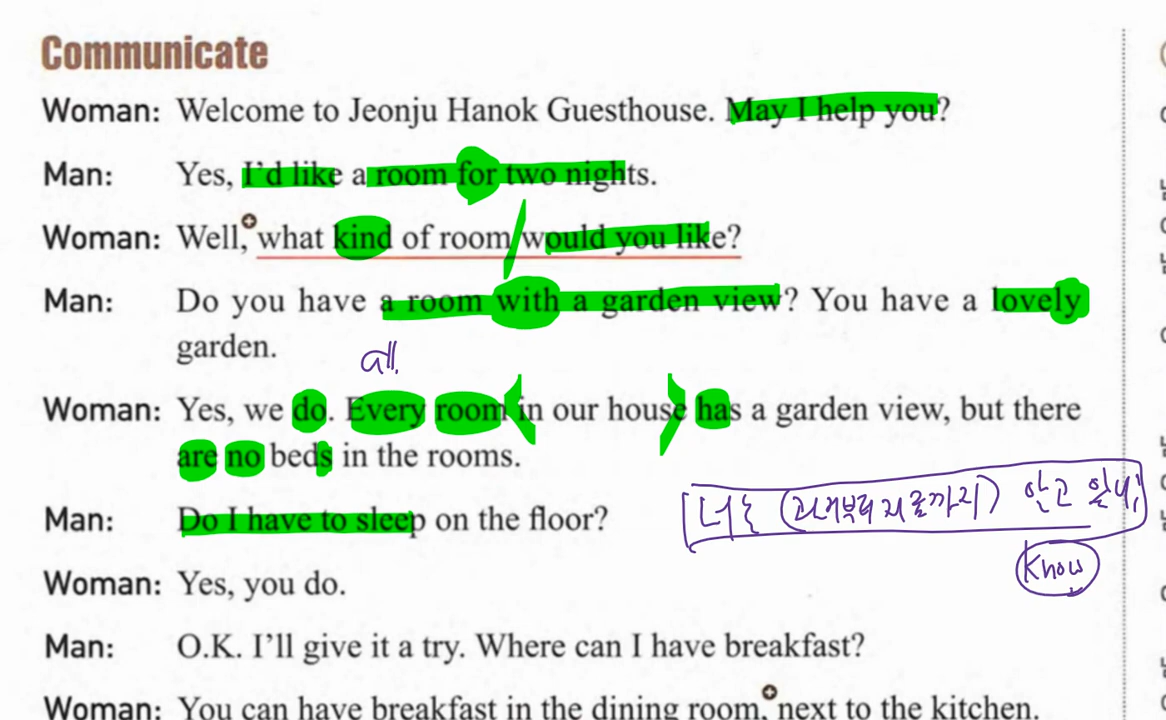 Communicate
Woman: Welcome to Jeonju Hanok Guesthouse. May I help you?
Man: Yes, I'd like a room for two nights.
Woman: Well, what kind of room would you like?
Man: Do you have a room with a garden view? You have a lovely
garden.
all.
Woman: Yes, we do. Every room in our house has a garden view, but there
are no beds in the rooms.
너는 (과거부터 지금까지) 알고 있니
Man: Do I have to sleep on the floor?
know
Woman: Yes, you do.
Man: O.K. I'll give it a try. Where can I have breakfast?
Woman: You can have breakfast in the dining room, next to the kitchen.